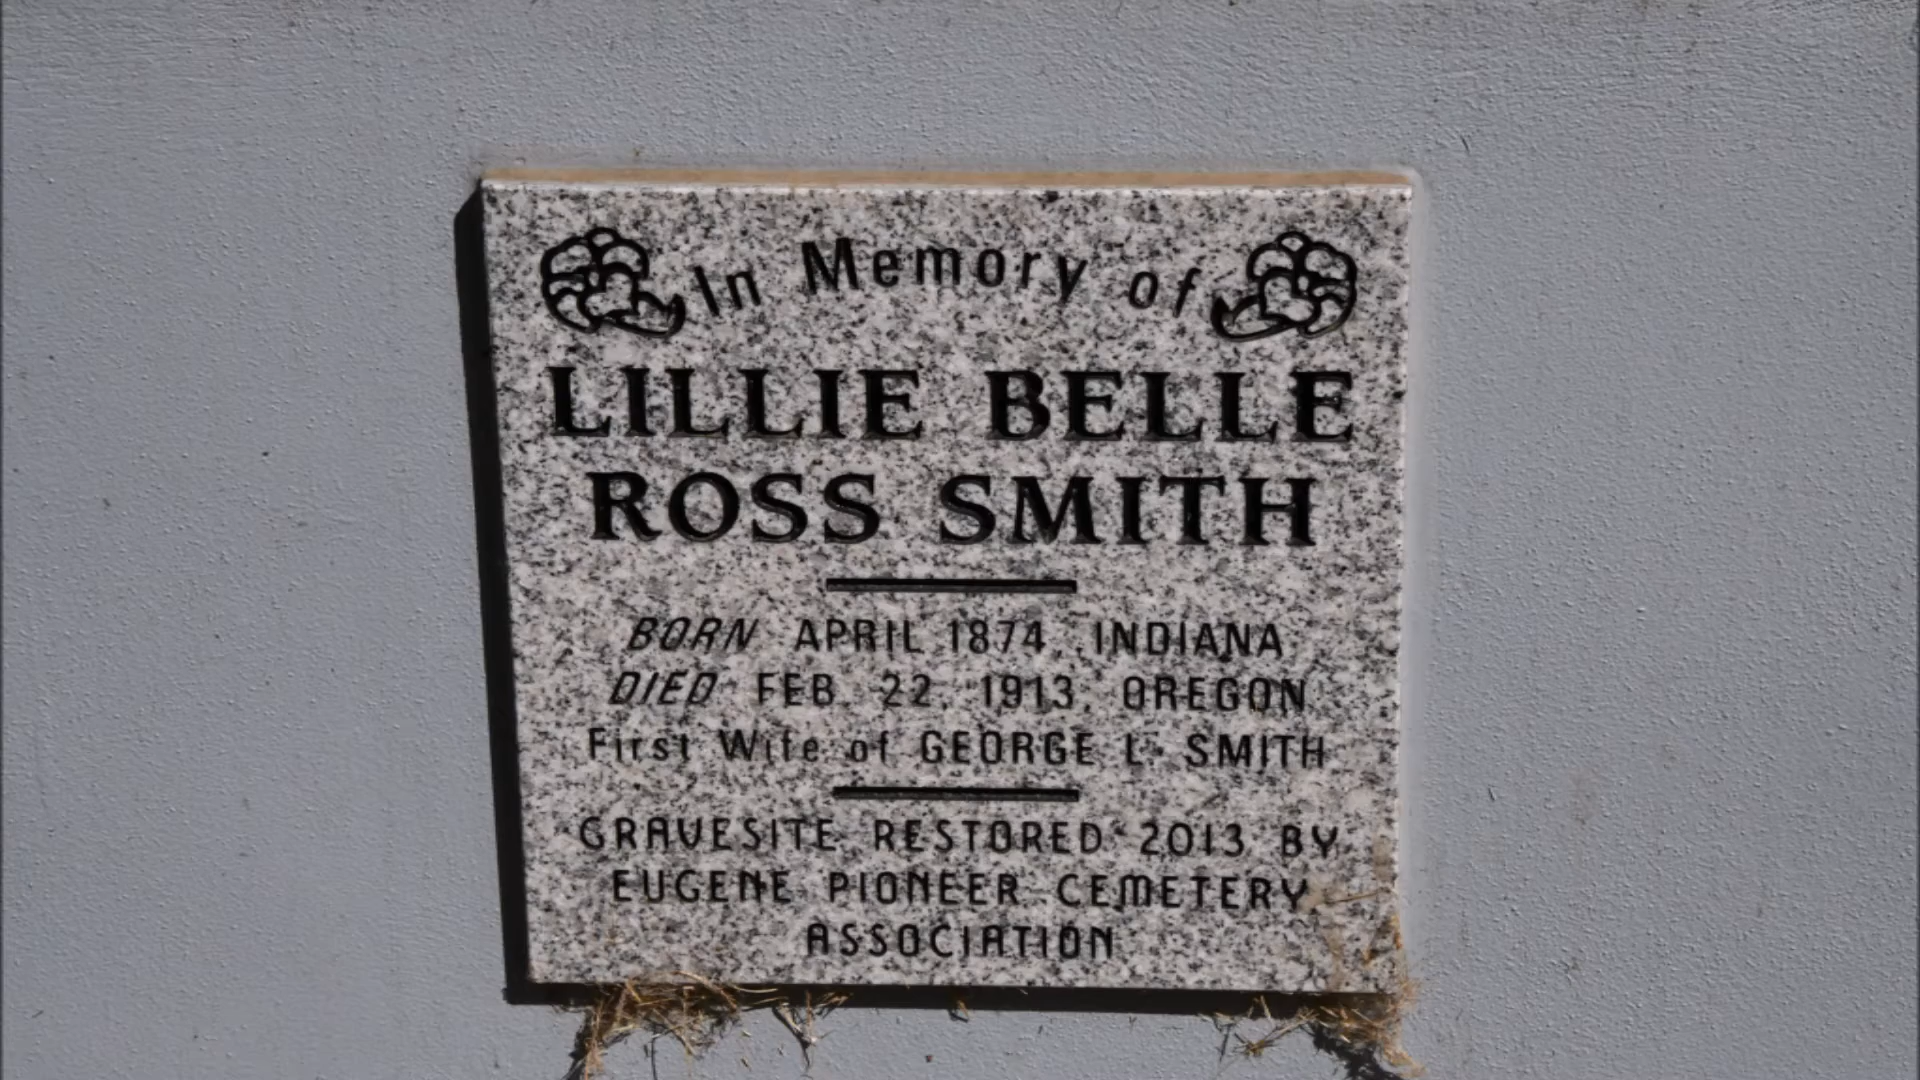 In Memory of
LILLIE BELLE
ROSS SMITH
BORN APRIL 1874, INDIANA
DIED FEB. 22, 1913, OREGON
First Wife of GEORGE L. SMITH
GRAVESITE RESTORED 2013 BY
EUGENE PIONEER CEMETERY
ASSOCIATION